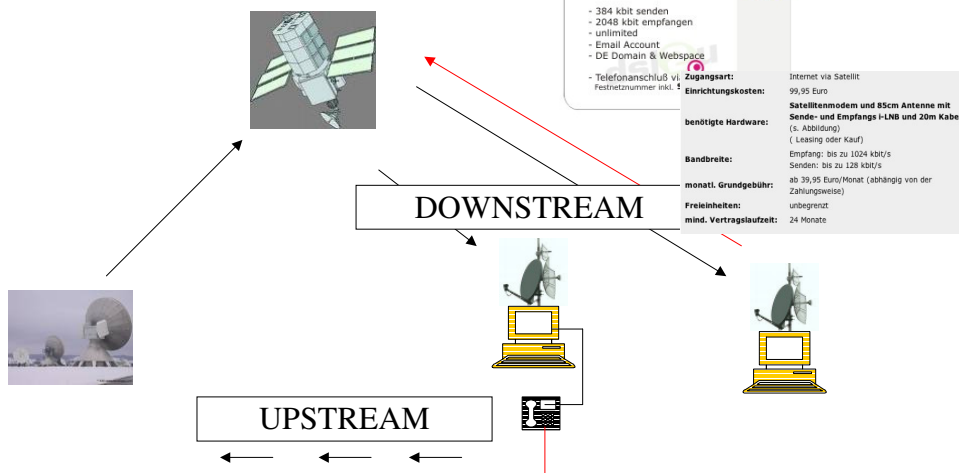 - 384 kbit senden
- 2048 kbit empfangen
- unlimited
- Email Account
- DE Domain & Webspace
- Telefonanschluß
Festnetznummer inkl.
Zugangsart: Internet via Satellit
Einrichtungskosten: 99,95 Euro
benötigte Hardware: Satellitenmodem und 85cm Antenne mit
Sende- und Empfangs i-LNB und 20m Kabe
(s. Abbildung)
( Leasing oder Kauf)
Bandbreite: Empfang: bis zu 1024 kbit/s
Senden: bis zu 128 kbit/s
monatl. Grundgebühr: ab 39,95 Euro/Monat (abhängig von der
Zahlungsweise)
Freieinheiten: unbegrenzt
mind. Vertragslaufzeit: 24 Monate
DOWNSTREAM
UPSTREAM